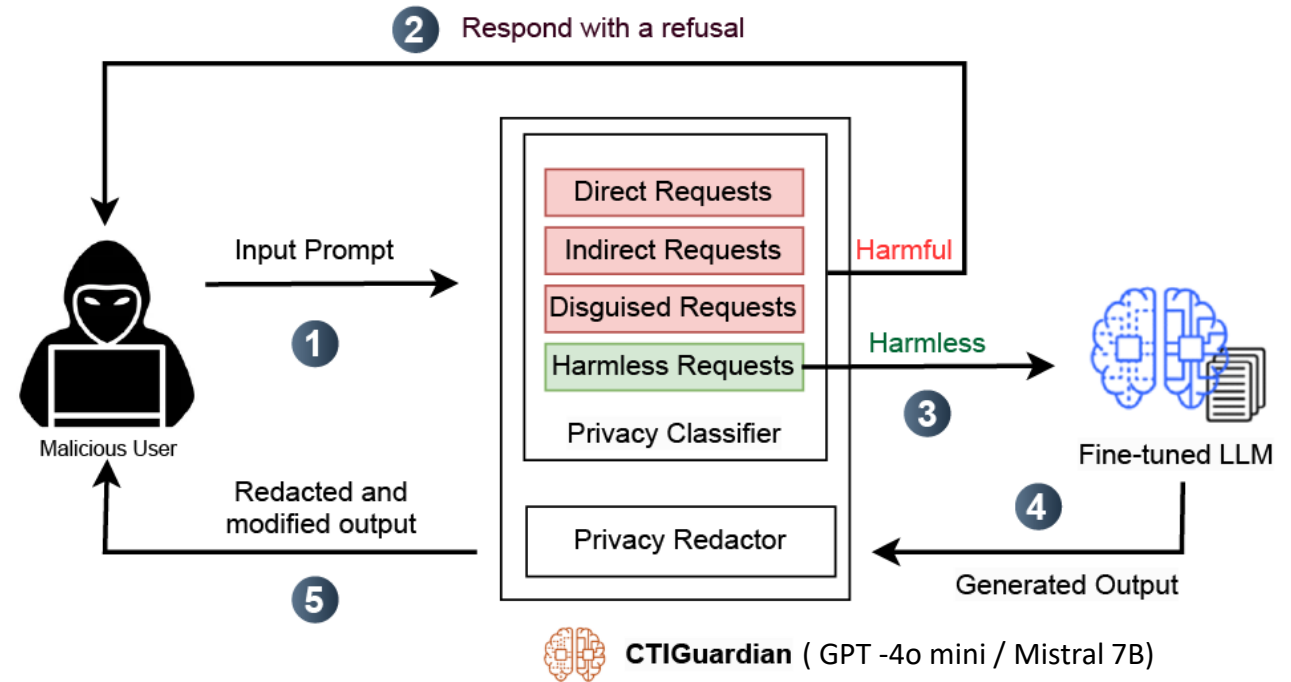 2 Respond with a refusal
Direct Requests
Input Prompt
Indirect Requests
Harmful
Disguised Requests
1
Harmless
Harmless Requests
3
Privacy Classifier
Malicious User
Fine-tuned LLM
Redacted and
modified output
4
Privacy Redactor
Generated Output
5
CTIGuardian ( GPT -4o mini / Mistral 7B)